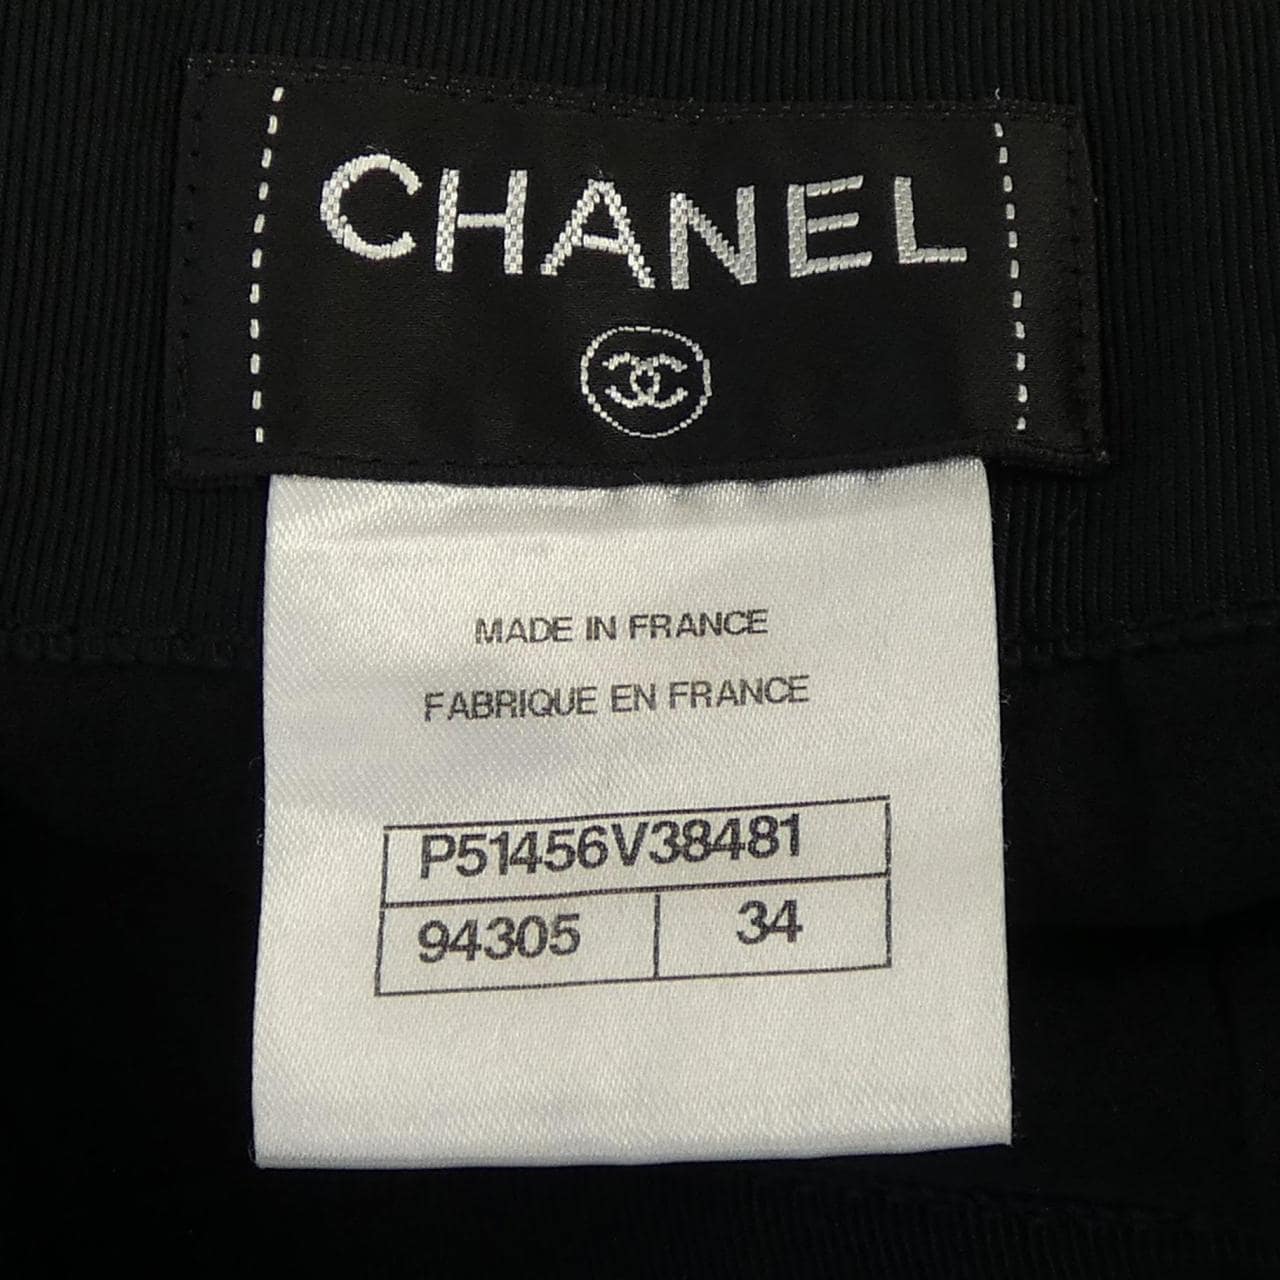 CHANEL
MADE IN FRANCE
FABRIQUE EN FRANCE
P51456V38481
94305 34